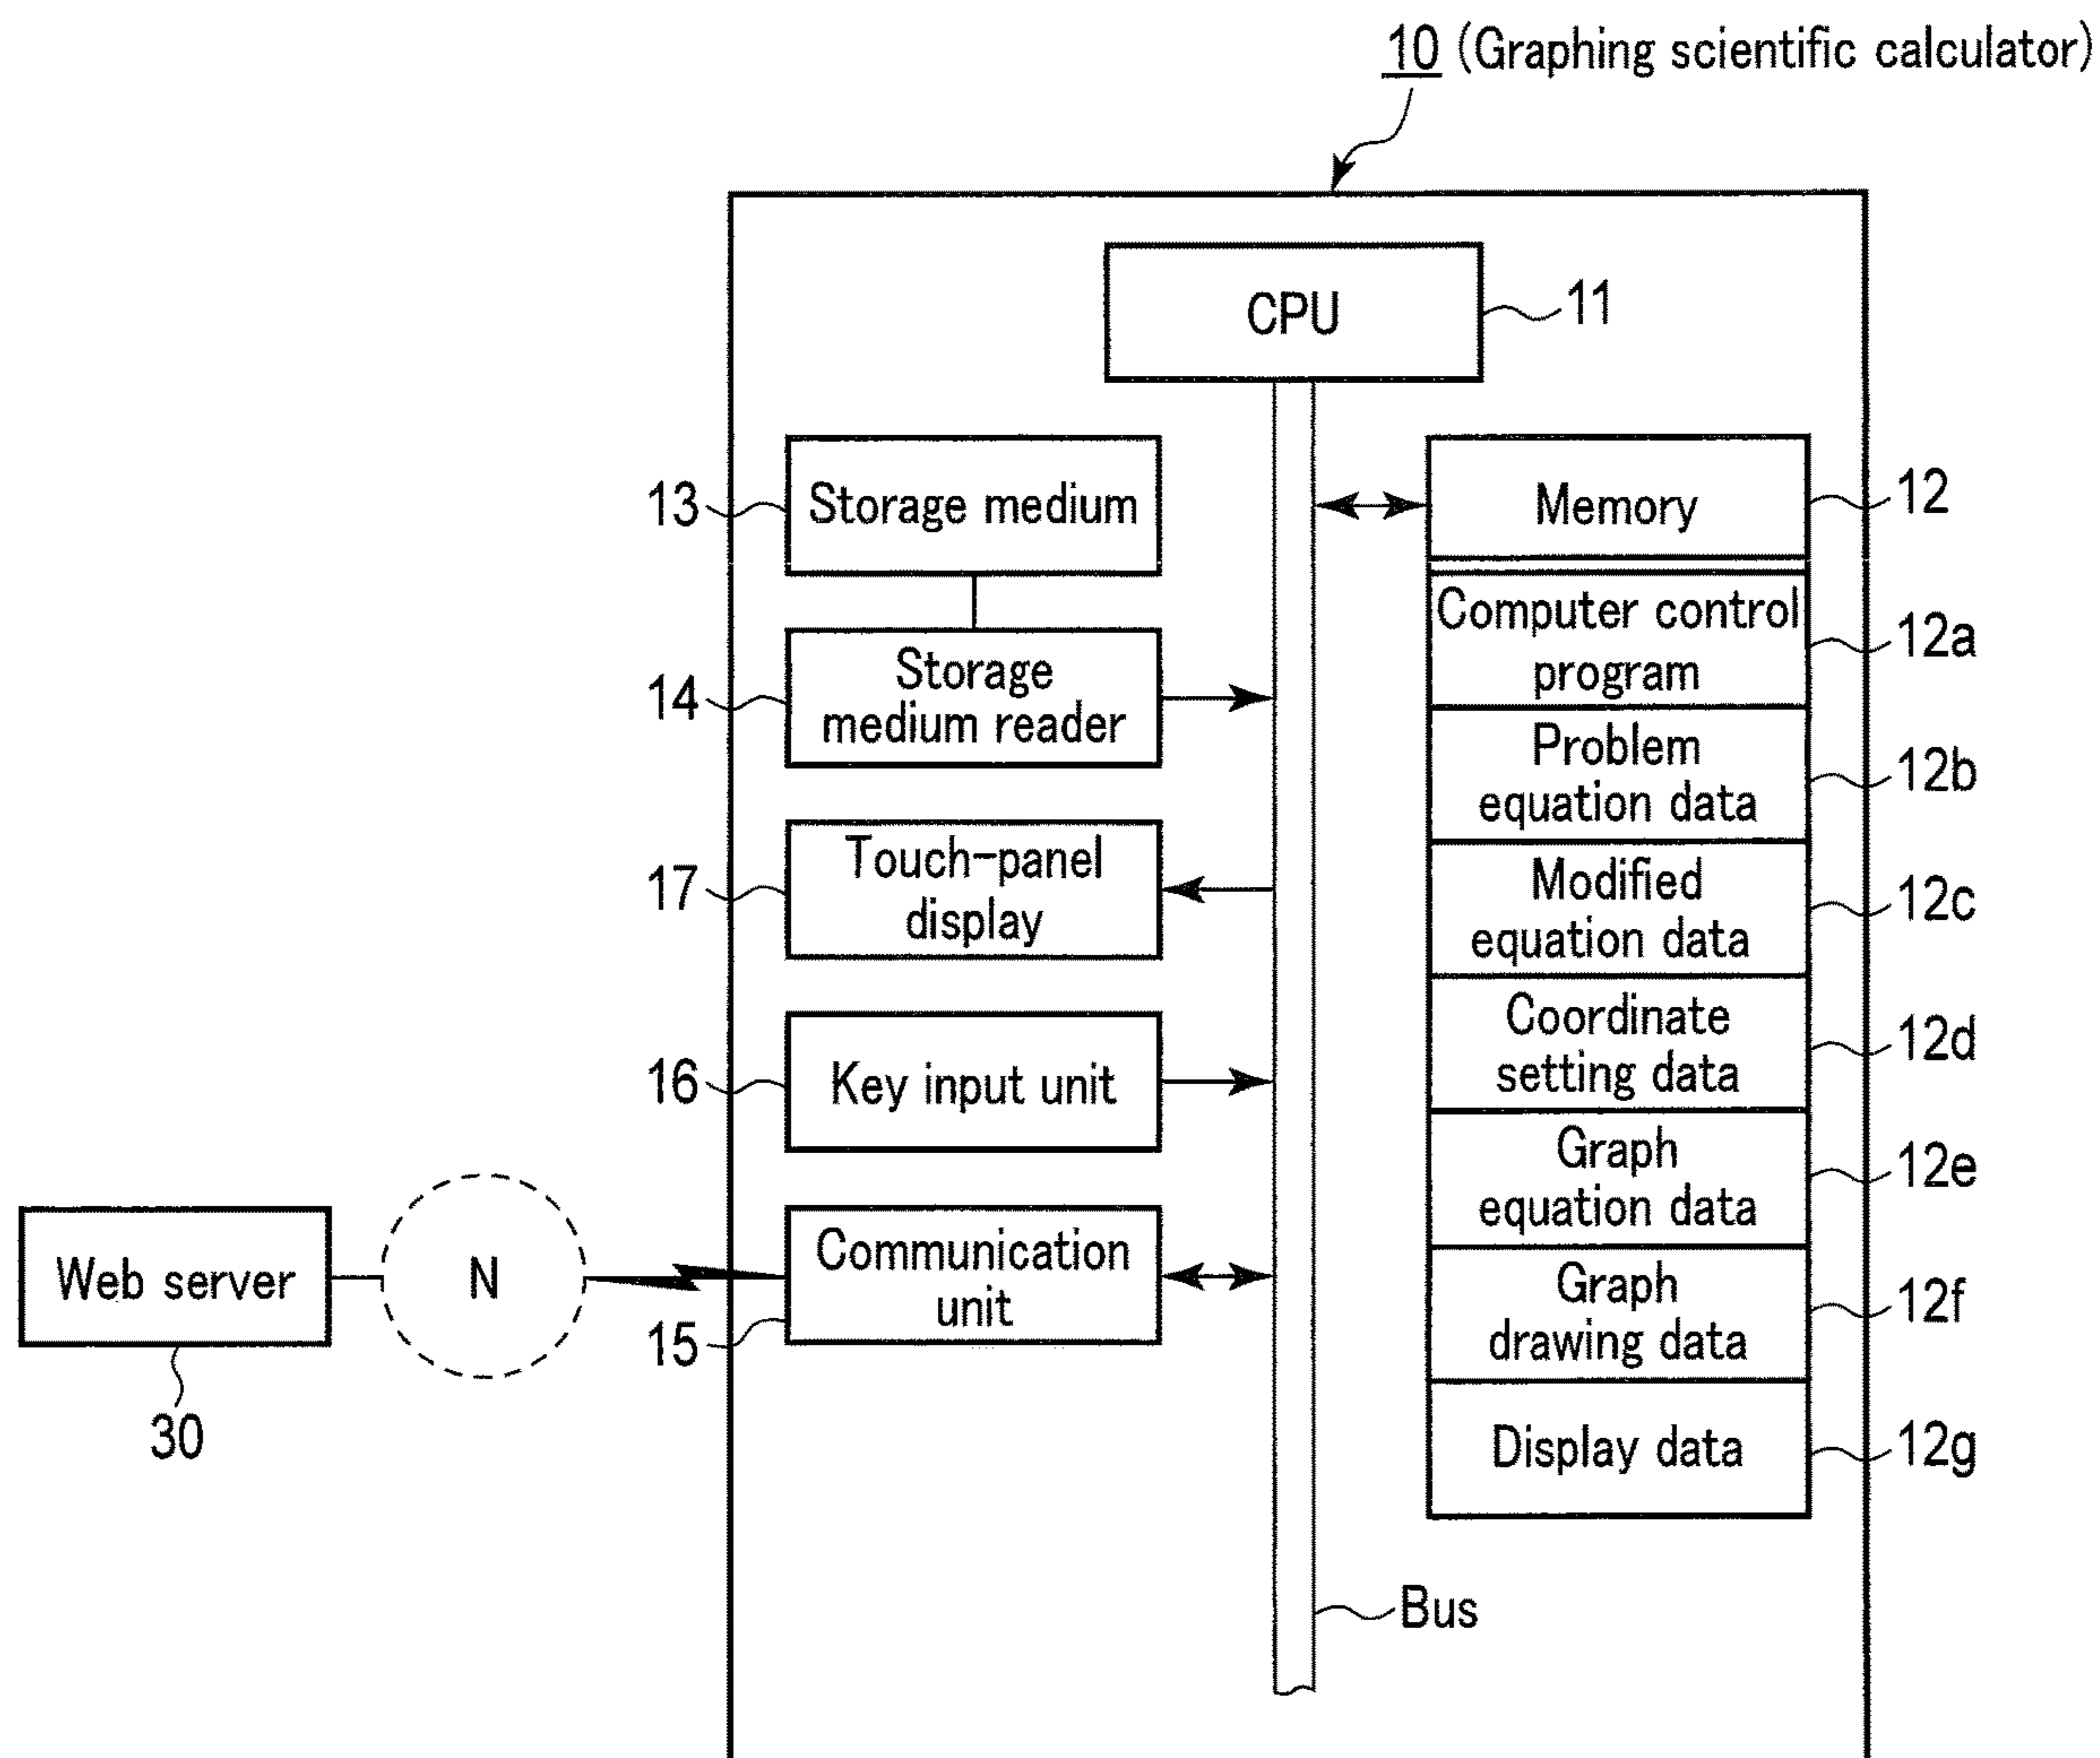 10 (Graphing scientific calculator)
CPU
11
13
Storage medium
Memory
12
Computer control
program
12a
14
Storage
medium reader
Problem
equation data
12b
17
Touch-panel
display
Modified
equation data
12c
16
Key input unit
Coordinate
setting data
12d
Graph
equation data
12e
Web server
N
Communication
unit
15
30
Graph
drawing data
12f
Display data
12g
Bus